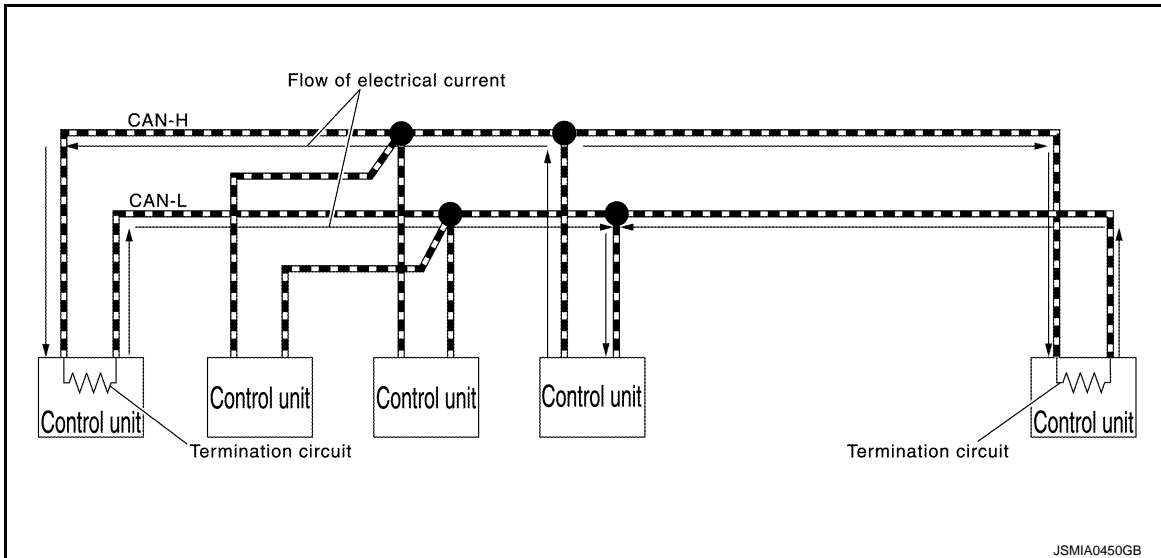 Flow of electrical current
CAN-H
CAN-L
Control unit
Control unit
Control unit
Control unit
Control unit
Termination circuit
Termination circuit
JSMIA0450GB